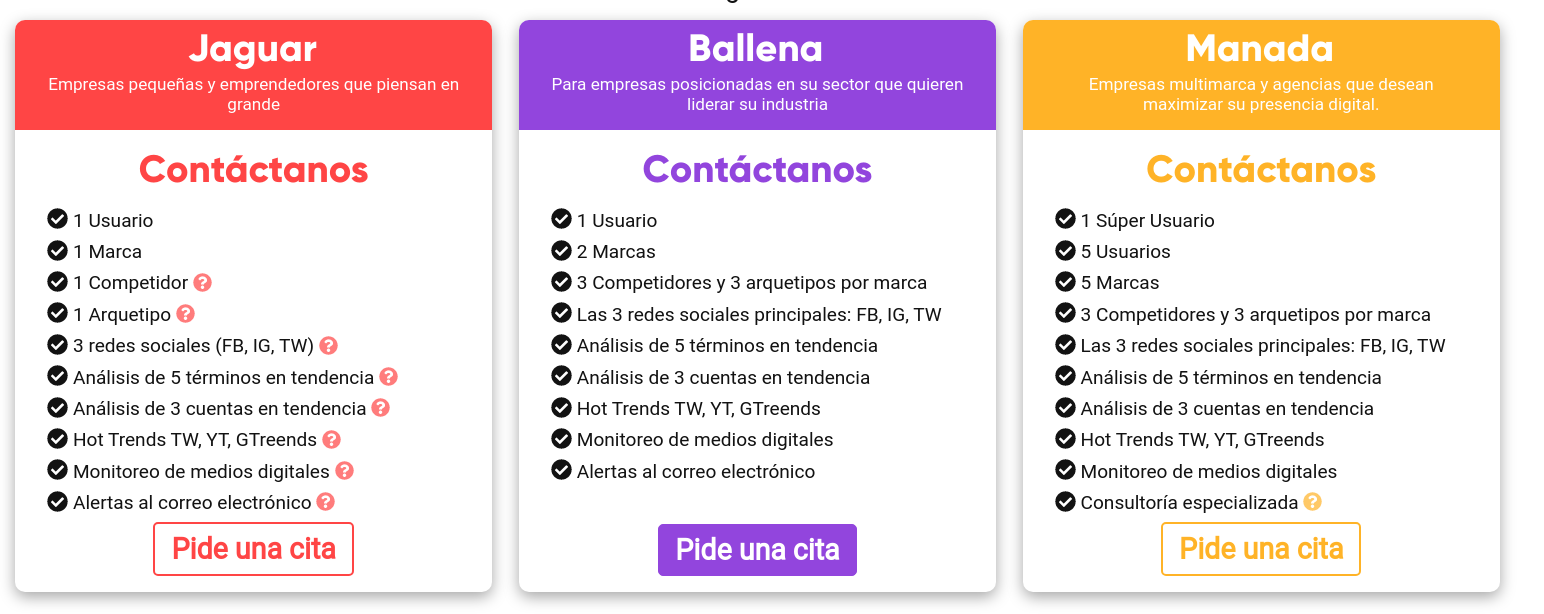 Jaguar
Empresas pequeñas y emprendedores que piensan en
grande
Contáctanos
1 Usuario
1 Marca
1 Competidor
1 Arquetipo
3 redes sociales (FB, IG, TW)
Análisis de 5 términos en tendencia
Análisis de 3 cuentas en tendencia
Hot Trends TW, YT, GTreends
Monitoreo de medios digitales
Alertas al correo electrónico
Pide una cita
Ballena
Para empresas posicionadas en su sector que quieren
liderar su industria
Contáctanos
1 Usuario
2 Marcas
3 Competidores y 3 arquetipos por marca
Las 3 redes sociales principales: FB, IG, TW
Análisis de 5 términos en tendencia
Análisis de 3 cuentas en tendencia
Hot Trends TW, YT, GTreends
Monitoreo de medios digitales
Alertas al correo electrónico
Pide una cita
Manada
Empresas multimarca y agencias que desean
maximizar su presencia digital.
Contáctanos
1 Súper Usuario
5 Usuarios
5 Marcas
3 Competidores y 3 arquetipos por marca
Las 3 redes sociales principales: FB, IG, TW
Análisis de 5 términos en tendencia
Análisis de 3 cuentas en tendencia
Hot Trends TW, YT, GTreends
Monitoreo de medios digitales
Consultoría especializada
Pide una cita